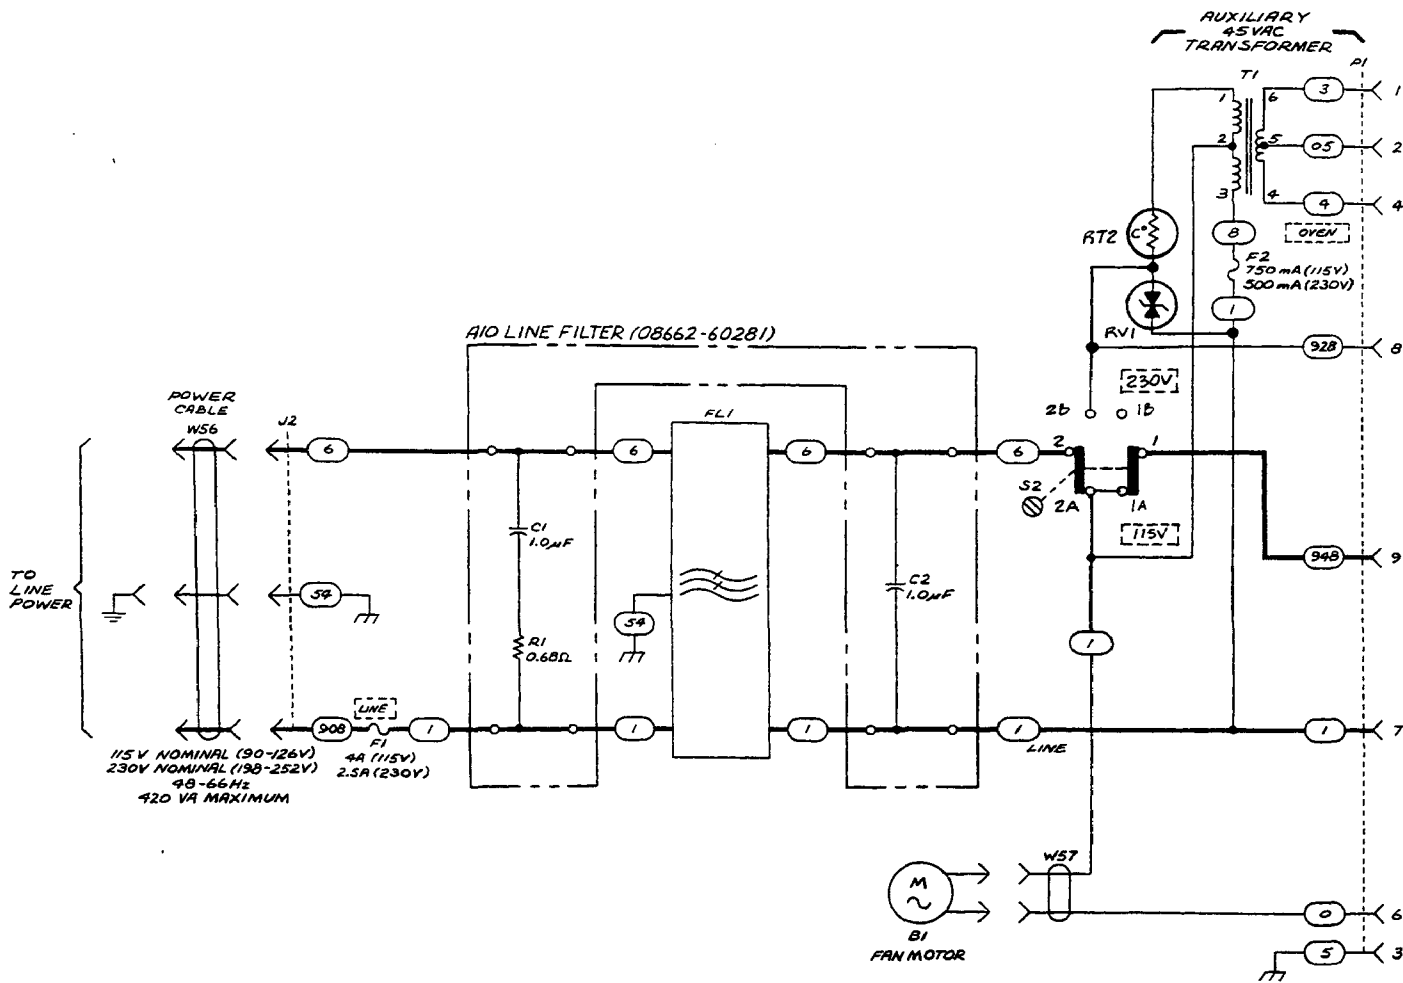 AUXILIARY
45VAC
TRANSFORMER
P1
T1
1
6
3
1
2
5
05
2
3
4
4
4
OVEN
8
RT2
C°
F2
750 mA (115V)
500 mA (230V)
1
RV1
928
8
A10 LINE FILTER (08662-60281)
230V
2B
1B
POWER
CABLE
W56
J2
FL1
6
6
6
6
2
1
S2
2A
1A
115V
948
9
C1
1.0µF
C2
1.0µF
TO
LINE
POWER
54
54
R1
0.68Ω
1
LINE
908
F1
4A (115V)
2.5A (230V)
1
1
1
1
LINE
1
7
115V NOMINAL (90-126V)
230V NOMINAL (198-252V)
48-66Hz
420 VA MAXIMUM
M
B1
FAN MOTOR
W57
0
6
5
3